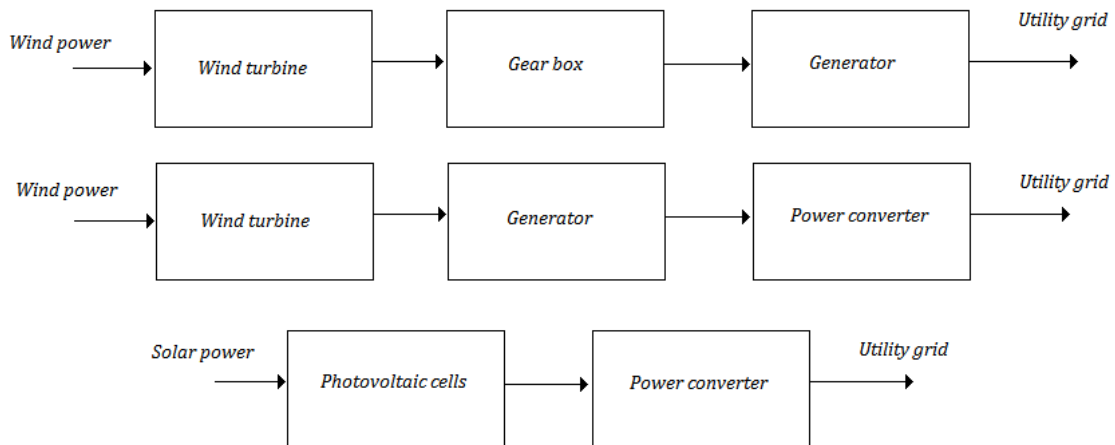 Wind power
Wind turbine
Gear box
Generator
Utility grid
Wind power
Wind turbine
Generator
Power converter
Utility grid
Solar power
Photovoltaic cells
Power converter
Utility grid